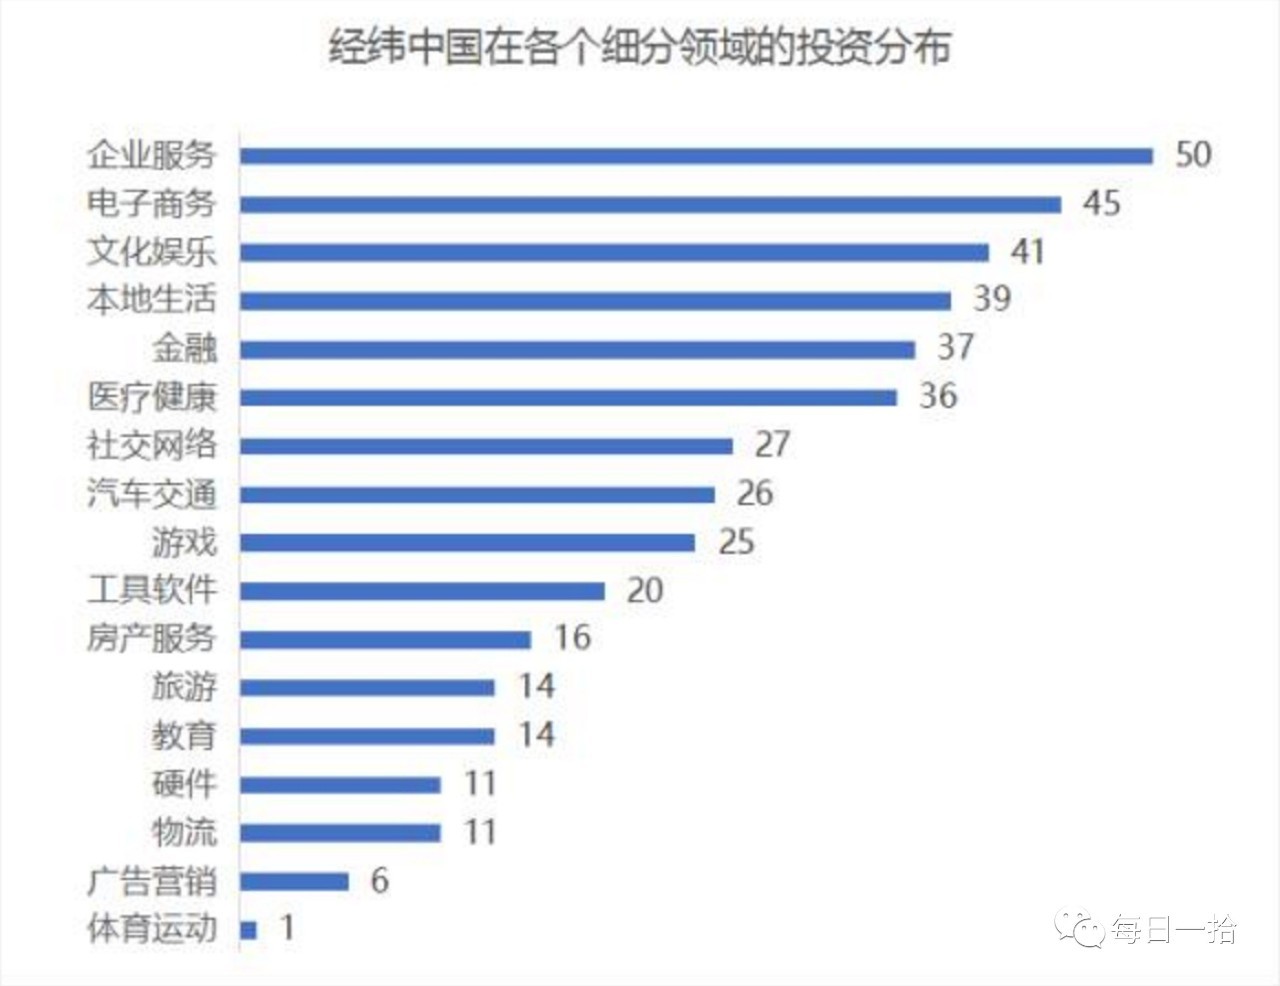 经纬中国在各个细分领域的投资分布
企业服务 50
电子商务 45
文化娱乐 41
本地生活 39
金融 37
医疗健康 36
社交网络 27
汽车交通 26
游戏 25
工具软件 20
房产服务 16
旅游 14
教育 14
硬件 11
物流 11
广告营销 6
体育运动 1
每日一拾